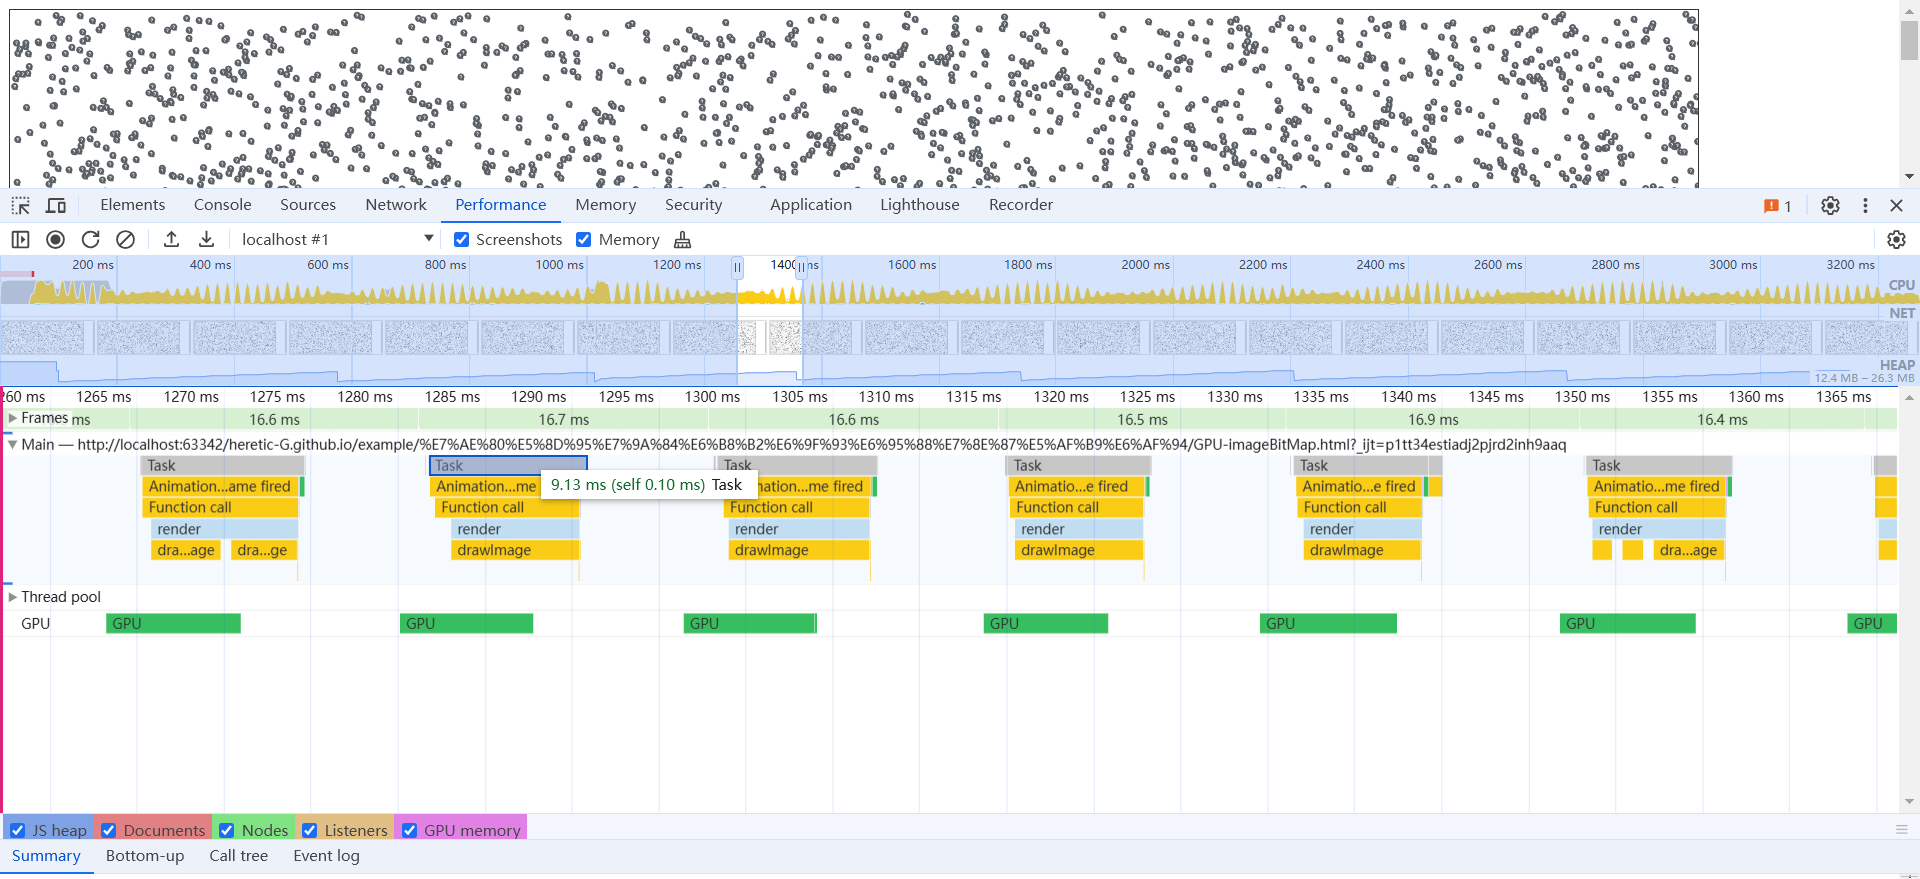 Elements Console Sources Network Performance Memory Security Application Lighthouse Recorder 1
localhost #1 Screenshots Memory
200 ms 400 ms 600 ms 800 ms 1000 ms 1200 ms 1400 ms 1600 ms 1800 ms 2000 ms 2200 ms 2400 ms 2600 ms 2800 ms 3000 ms 3200 ms
CPU
NET
HEAP
12.4 MB – 26.3 MB
260 ms 1265 ms 1270 ms 1275 ms 1280 ms 1285 ms 1290 ms 1295 ms 1300 ms 1305 ms 1310 ms 1315 ms 1320 ms 1325 ms 1330 ms 1335 ms 1340 ms 1345 ms 1350 ms 1355 ms 1360 ms 1365 ms
Frames ms 16.6 ms 16.7 ms 16.6 ms 16.5 ms 16.9 ms 16.4 ms
Main — http://localhost:63342/heretic-G.github.io/example/%E7%AE%80%E5%8D%95%E7%9A%84%E6%B8%B2%E6%9F%93%E6%95%88%E7%8E%87%E5%AF%B9%E6%AF%94/GPU-imageBitMap.html?_ijt=p1tt34estiadj2pjrd2inh9aaq
Task Task Task Task Task Task
9.13 ms (self 0.10 ms) Task
Animation...ame fired Animation...me nation...me fired Animatio...e fired Animatio...e fired Animatio...me fired
Function call Function call Function call Function call Function call Function call
render render render render render render
dra...age dra...ge drawImage drawImage drawImage drawImage dra...age
Thread pool
GPU GPU GPU GPU GPU GPU GPU GPU
JS heap Documents Nodes Listeners GPU memory
Summary Bottom-up Call tree Event log